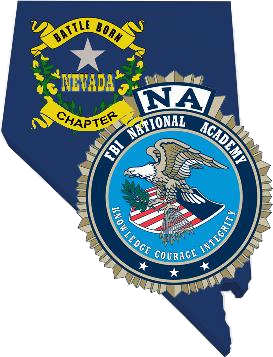 BATTLE BORN
NEVADA
CHAPTER
NA
FBI NATIONAL ACADEMY
KNOWLEDGE COURAGE INTEGRITY